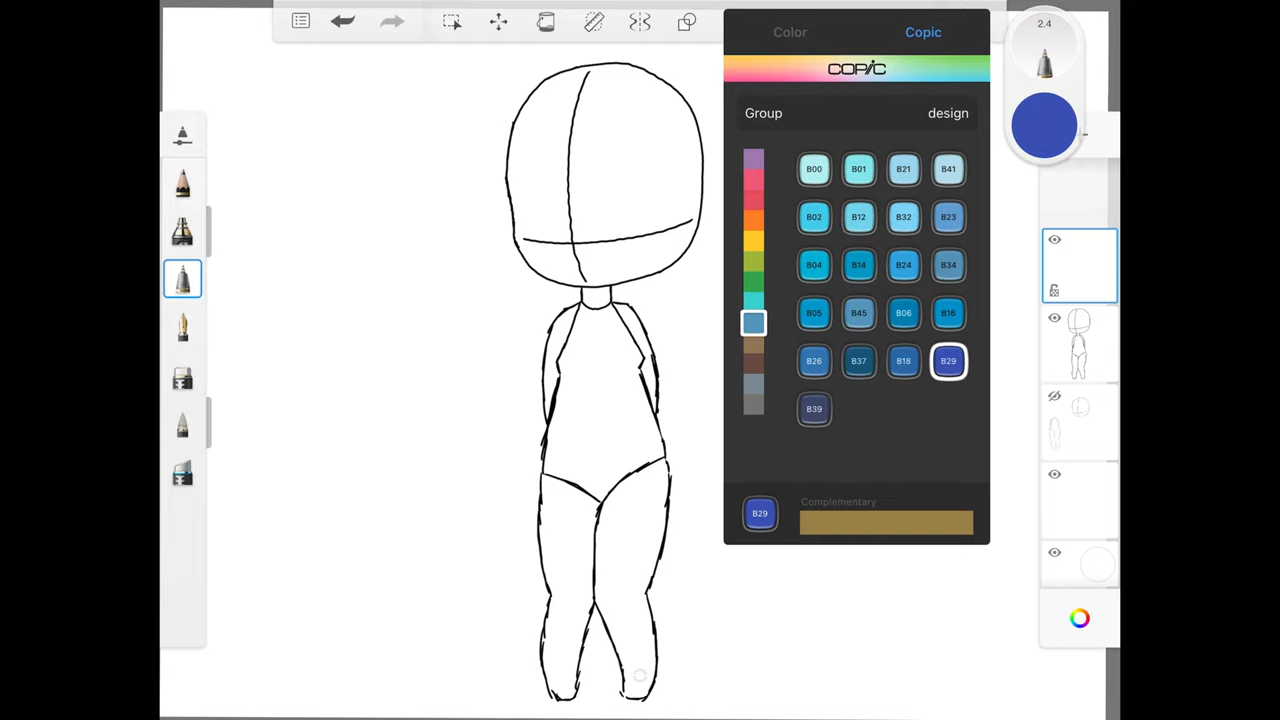 2.4
Color Copic
COPIC
Group design
B00 B01 B21 B41
B02 B12 B32 B23
B04 B14 B24 B34
B05 B45 B06 B16
B26 B37 B18 B29
B39
Complementary
B29